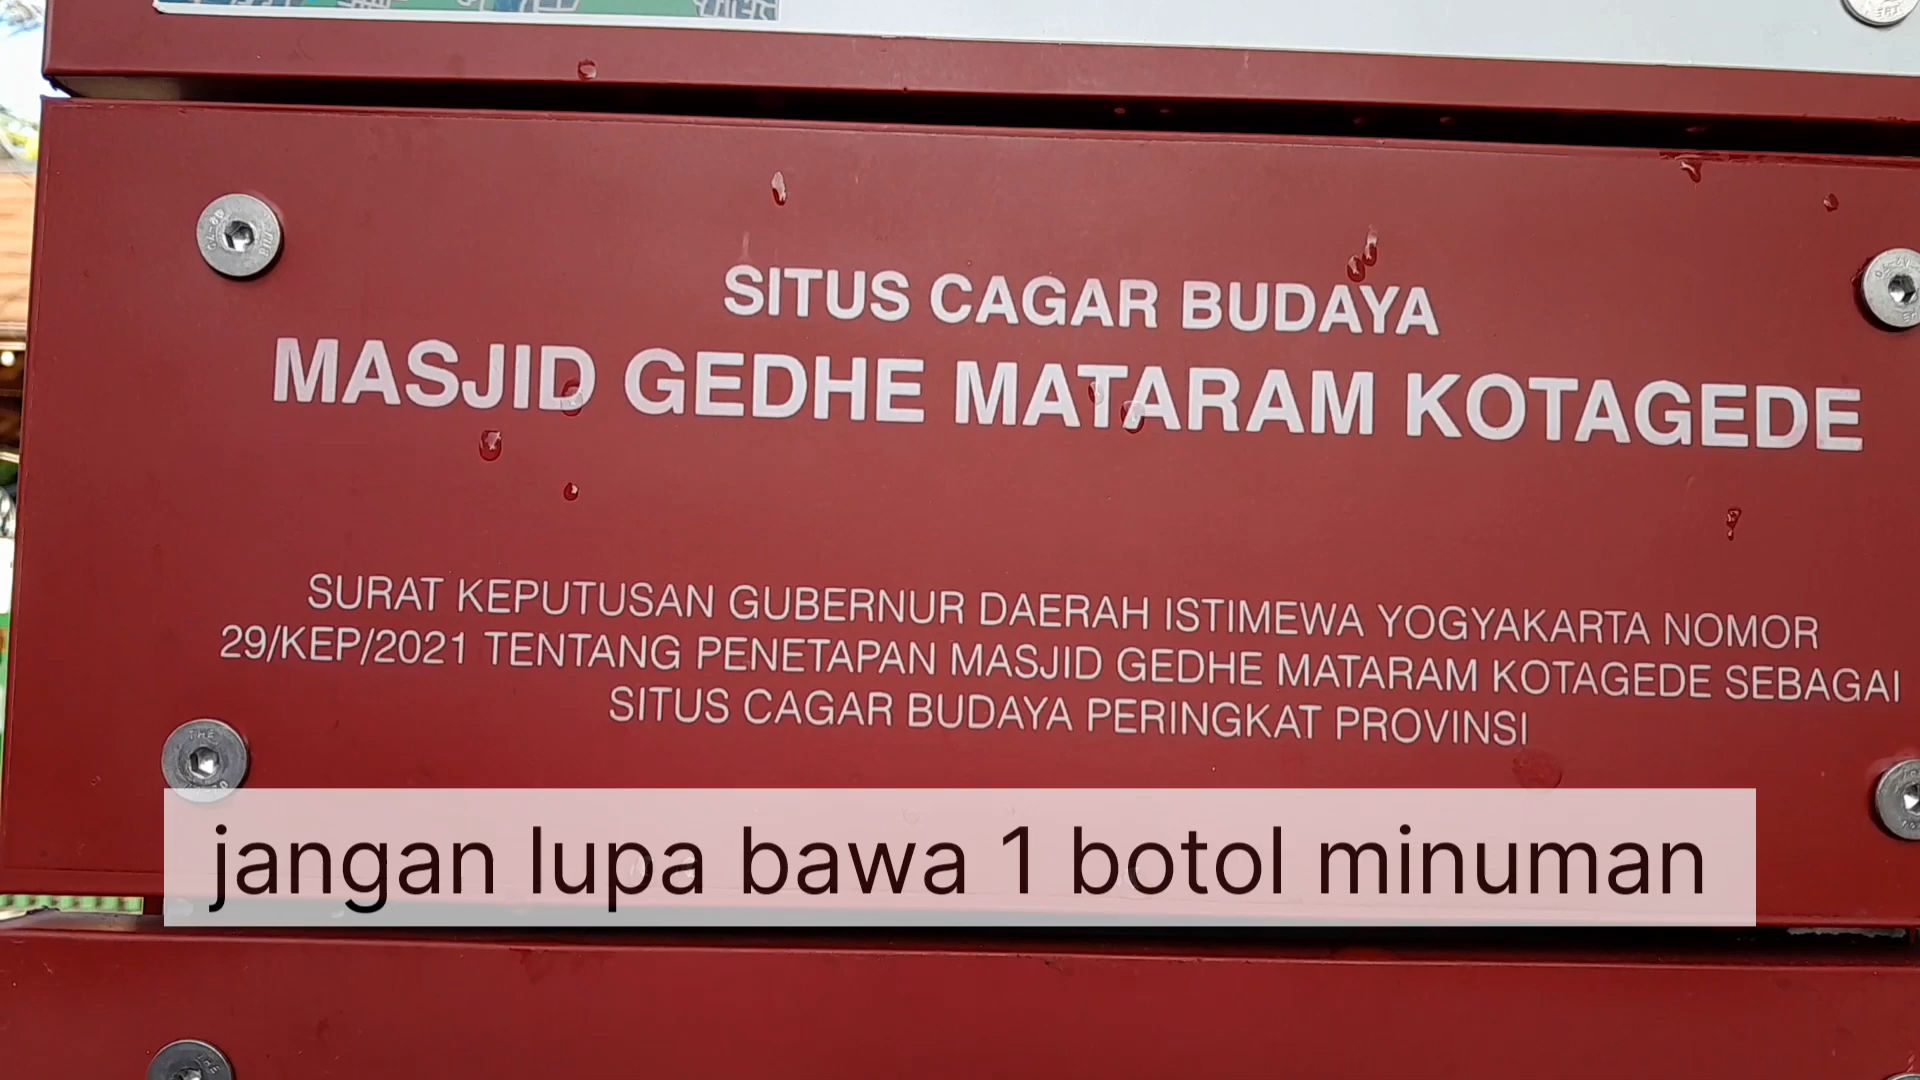 SITUS CAGAR BUDAYA
MASJID GEDHE MATARAM KOTAGEDE
SURAT KEPUTUSAN GUBERNUR DAERAH ISTIMEWA YOGYAKARTA NOMOR
29/KEP/2021 TENTANG PENETAPAN MASJID GEDHE MATARAM KOTAGEDE SEBAGAI
SITUS CAGAR BUDAYA PERINGKAT PROVINSI
jangan lupa bawa 1 botol minuman